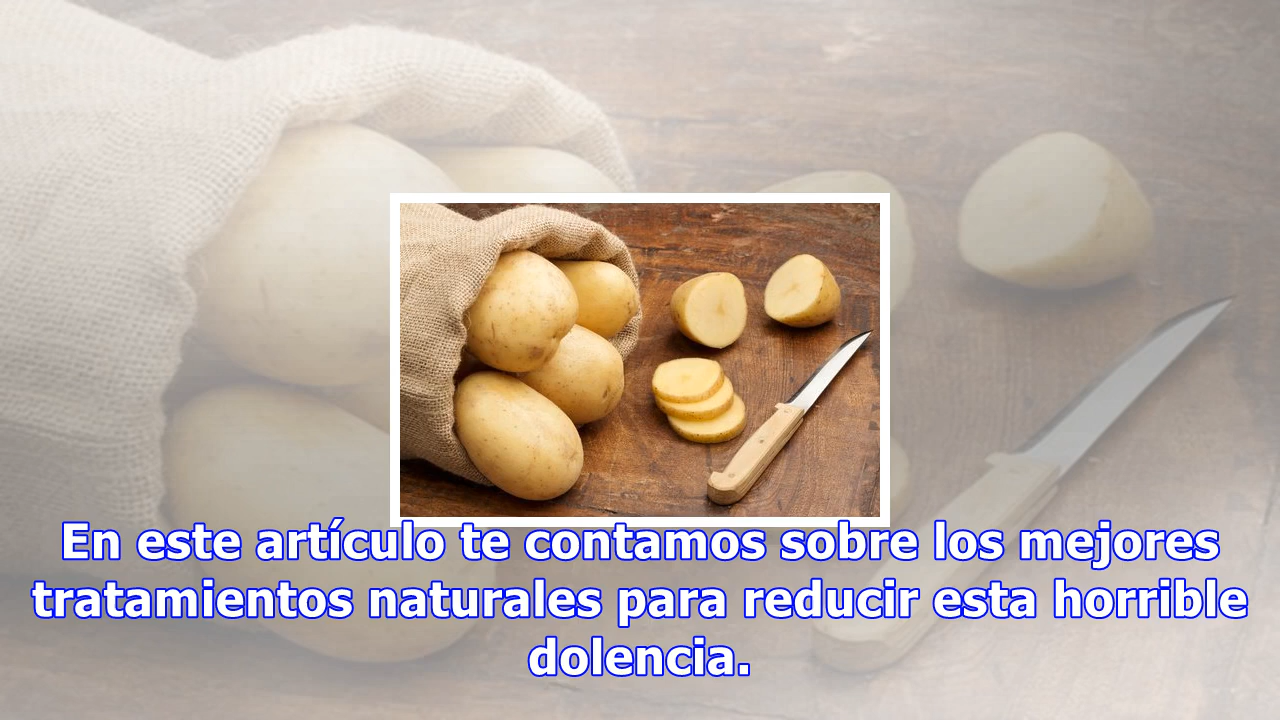 En este artículo te contamos sobre los mejores
tratamientos naturales para reducir esta horrible
dolencia.